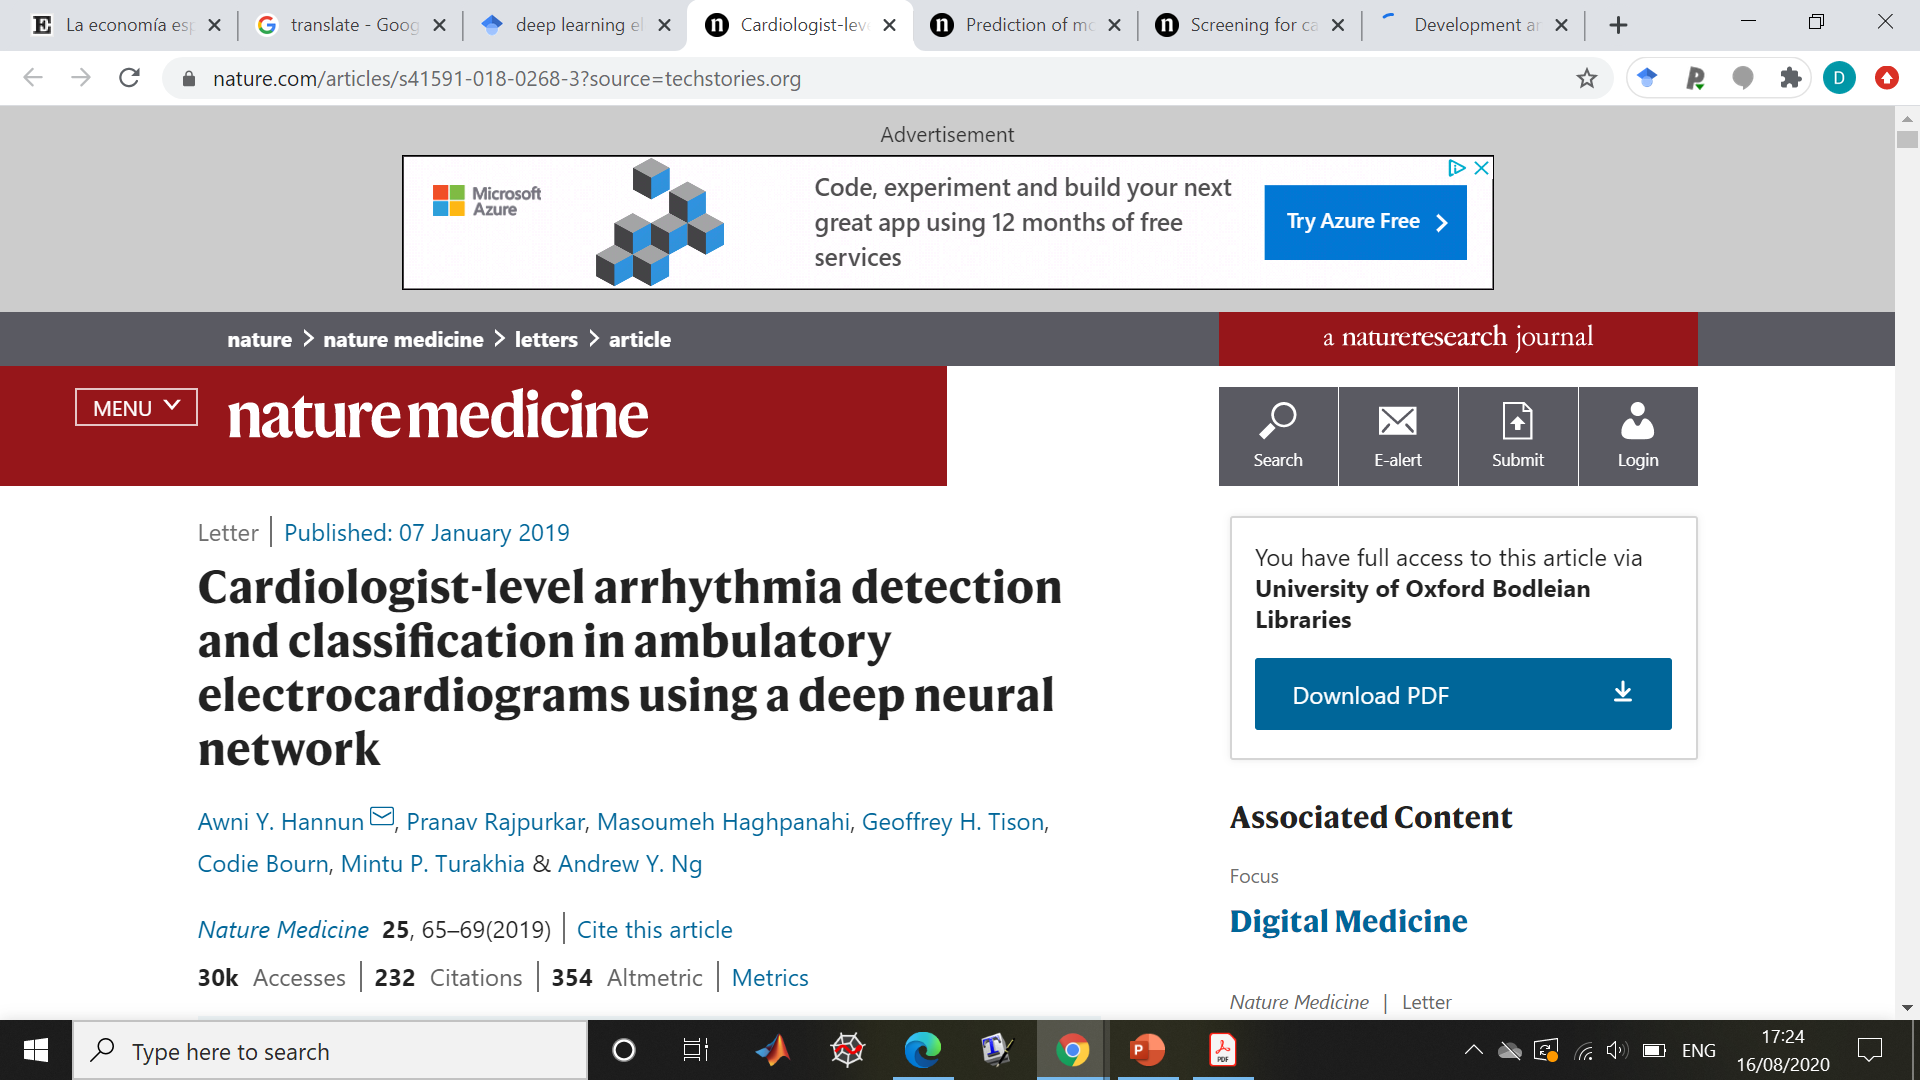 La economía es
translate - Goog
deep learning el
Cardiologist-lev
Prediction of mo
Screening for ca
Development an
nature.com/articles/s41591-018-0268-3?source=techstories.org
D
Advertisement
Microsoft
Azure
Code, experiment and build your next
great app using 12 months of free
services
Try Azure Free
nature > nature medicine > letters > article
a natureresearch journal
MENU
nature medicine
Search
E-alert
Submit
Login
Letter | Published: 07 January 2019
Cardiologist-level arrhythmia detection
and classification in ambulatory
electrocardiograms using a deep neural
network
Awni Y. Hannun, Pranav Rajpurkar, Masoumeh Haghpanahi, Geoffrey H. Tison,
Codie Bourn, Mintu P. Turakhia & Andrew Y. Ng
Nature Medicine 25, 65–69(2019) | Cite this article
30k Accesses | 232 Citations | 354 Altmetric | Metrics
You have full access to this article via
University of Oxford Bodleian
Libraries
Download PDF
Associated Content
Focus
Digital Medicine
Nature Medicine | Letter
Type here to search
ENG
17:24
16/08/2020